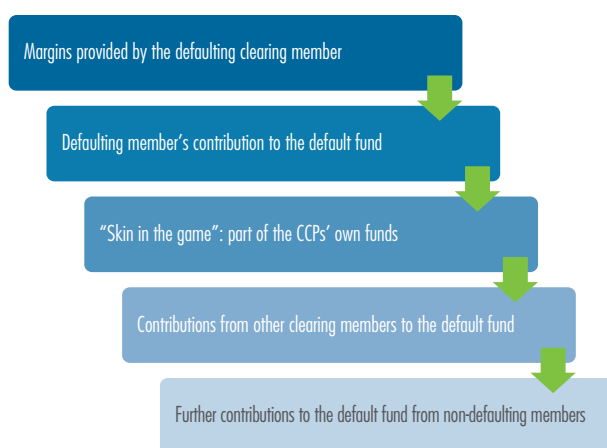 Margins provided by the defaulting clearing member
Defaulting member’s contribution to the default fund
“Skin in the game”: part of the CCPs’ own funds
Contributions from other clearing members to the default fund
Further contributions to the default fund from non-defaulting members